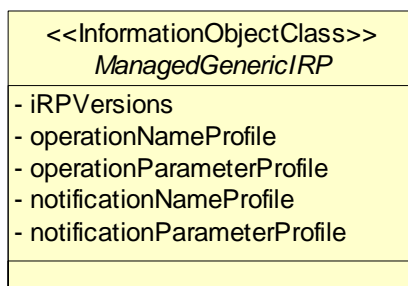 <<InformationObjectClass>>
ManagedGenericIRP
- iRPVersions
- operationNameProfile
- operationParameterProfile
- notificationNameProfile
- notificationParameterProfile